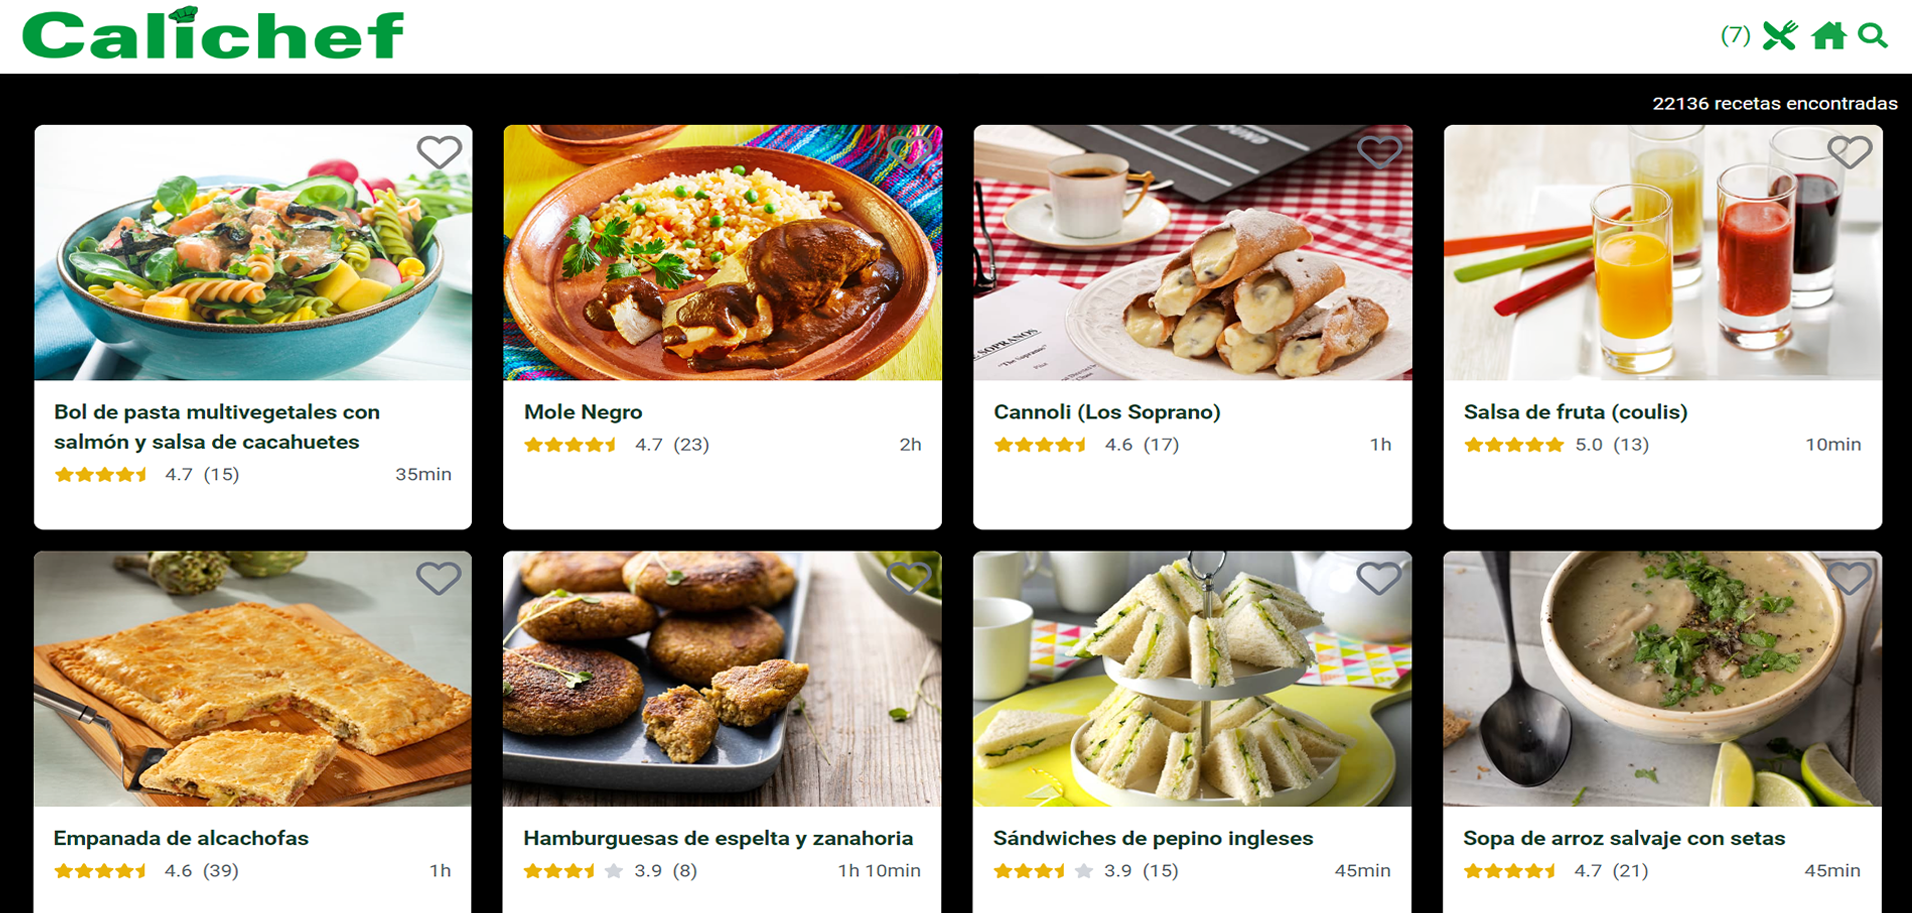 Calichef
(7)
22136 recetas encontradas
Bol de pasta multivegetales con
salmón y salsa de cacahuetes
4.7 (15) 35min
Mole Negro
4.7 (23) 2h
SOPRANOS
"The Sopranos"
Cannoli (Los Soprano)
4.6 (17) 1h
Salsa de fruta (coulis)
5.0 (13) 10min
Empanada de alcachofas
4.6 (39) 1h
Hamburguesas de espelta y zanahoria
3.9 (8) 1h 10min
Sándwiches de pepino ingleses
3.9 (15) 45min
Sopa de arroz salvaje con setas
4.7 (21) 45min